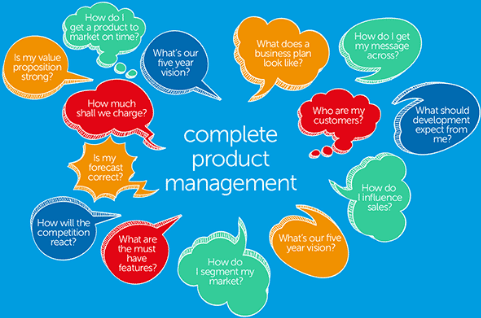 How do I
get a product to
market on time?
What's our
five year
vision?
Is my value
proposition
strong?
What does a
business plan
look like?
How do I get
my message
across?
How much
shall we charge?
Who are my
customers?
What should
development
expect from
me?
complete
product
management
Is my
forecast
correct?
How do
I influence
sales?
How will the
competition
react?
What are
the must
have
features?
How do
I segment my
market?
What's our five
year vision?